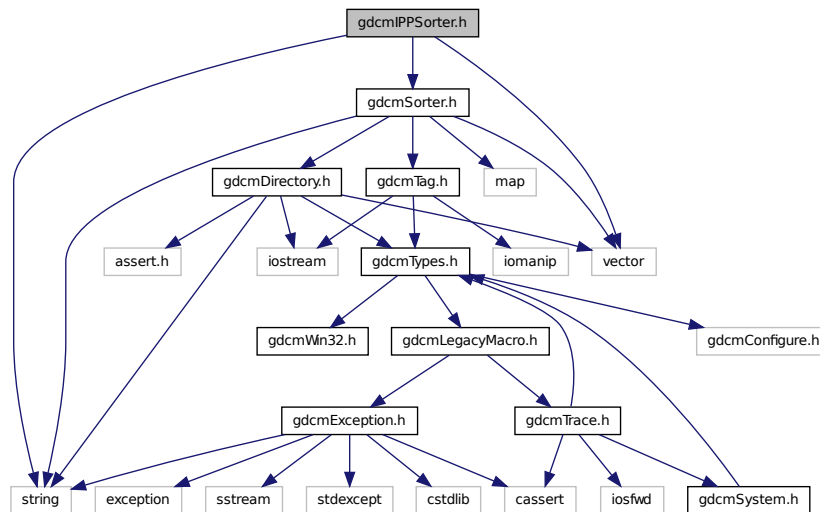 gdcmIPPSorter.h
gdcmSorter.h
gdcmDirectory.h
gdcmTag.h
map
assert.h
iostream
gdcmTypes.h
iomanip
vector
gdcmWin32.h
gdcmLegacyMacro.h
gdcmConfigure.h
gdcmException.h
gdcmTrace.h
string
exception
sstream
stdexcept
cstdlib
cassert
iosfwd
gdcmSystem.h